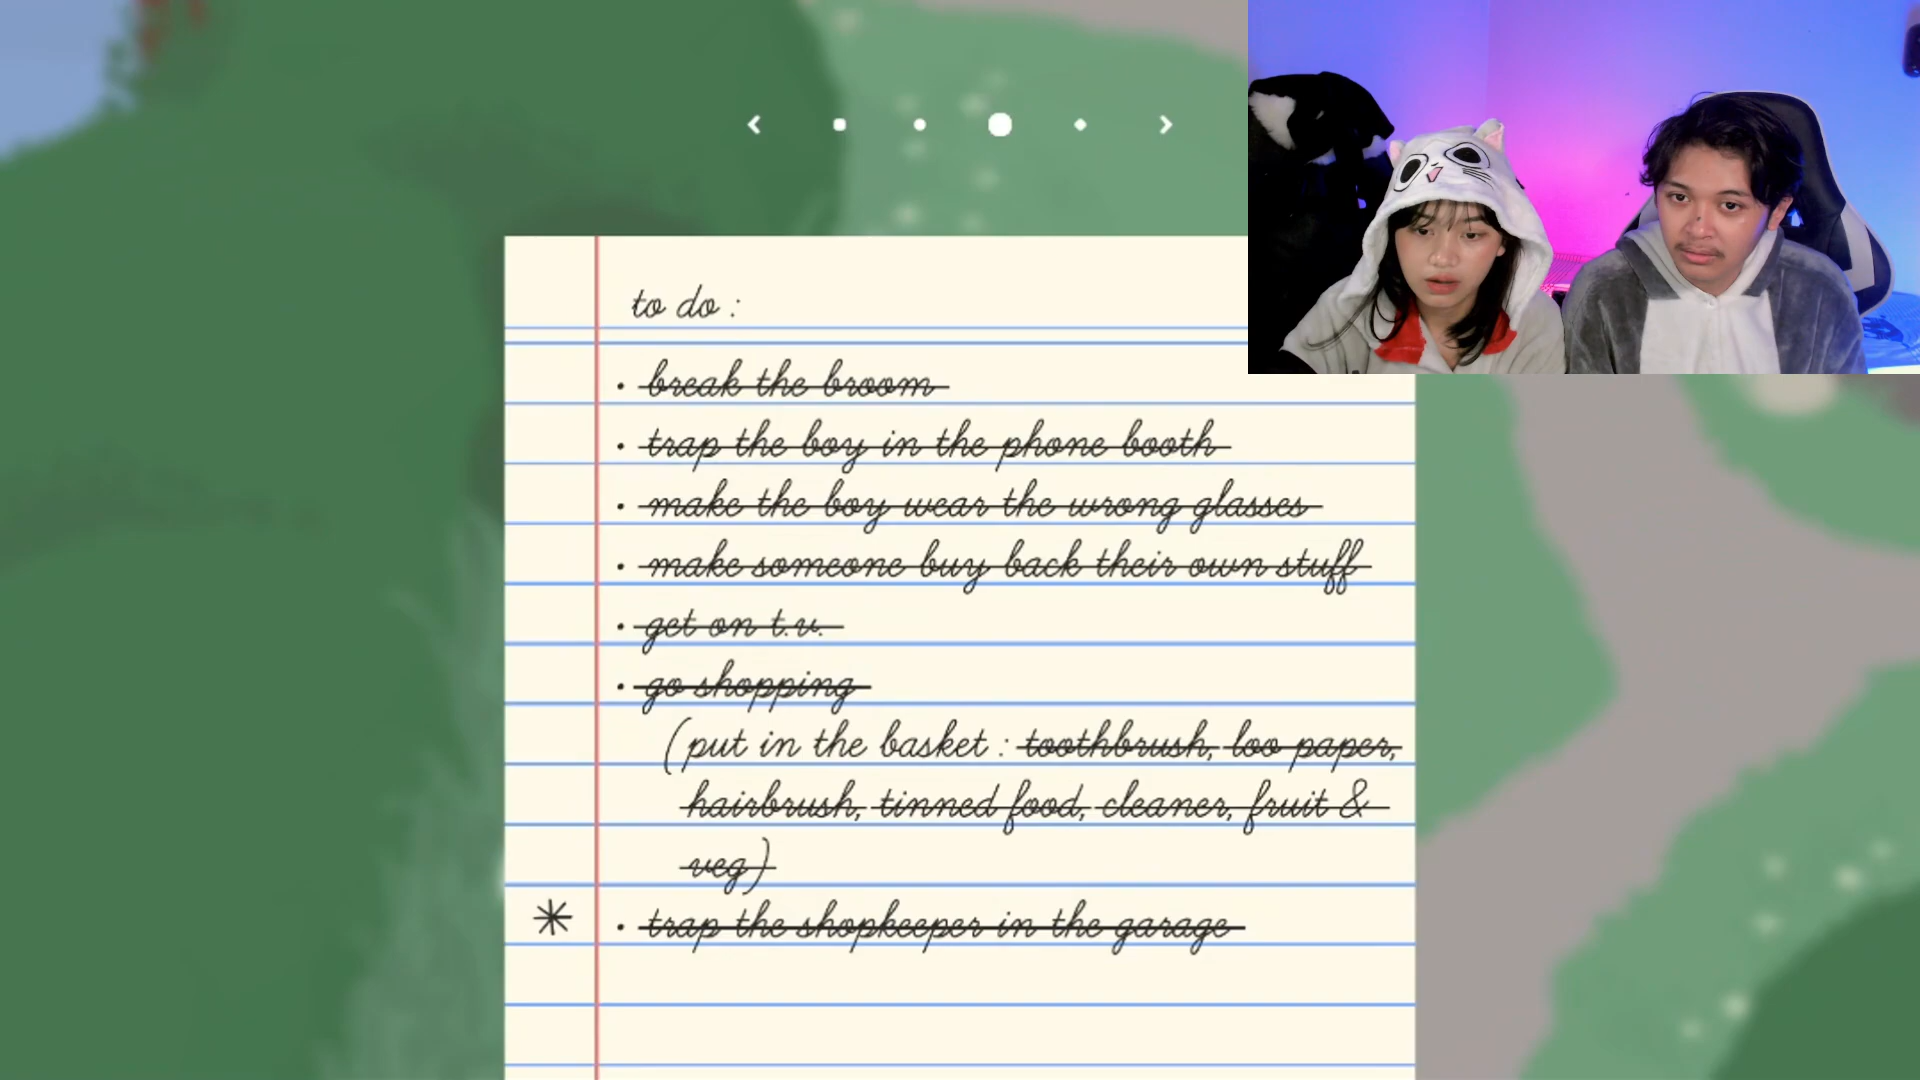 to do :
• break the broom
• trap the boy in the phone booth
• make the boy wear the wrong glasses
• make someone buy back their own stuff
• get on t.v.
• go shopping
(put in the basket : toothbrush, loo paper,
hairbrush, tinned food, cleaner, fruit &
veg)
• trap the shopkeeper in the garage